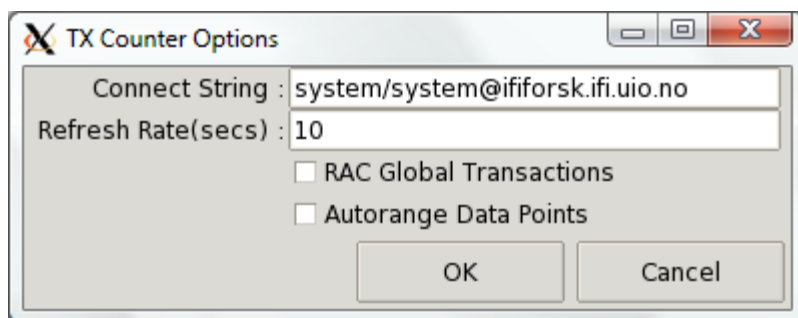 TX Counter Options
Connect String : system/system@ififorsk.ifi.uio.no
Refresh Rate(secs) : 10
RAC Global Transactions
Autorange Data Points
OK Cancel